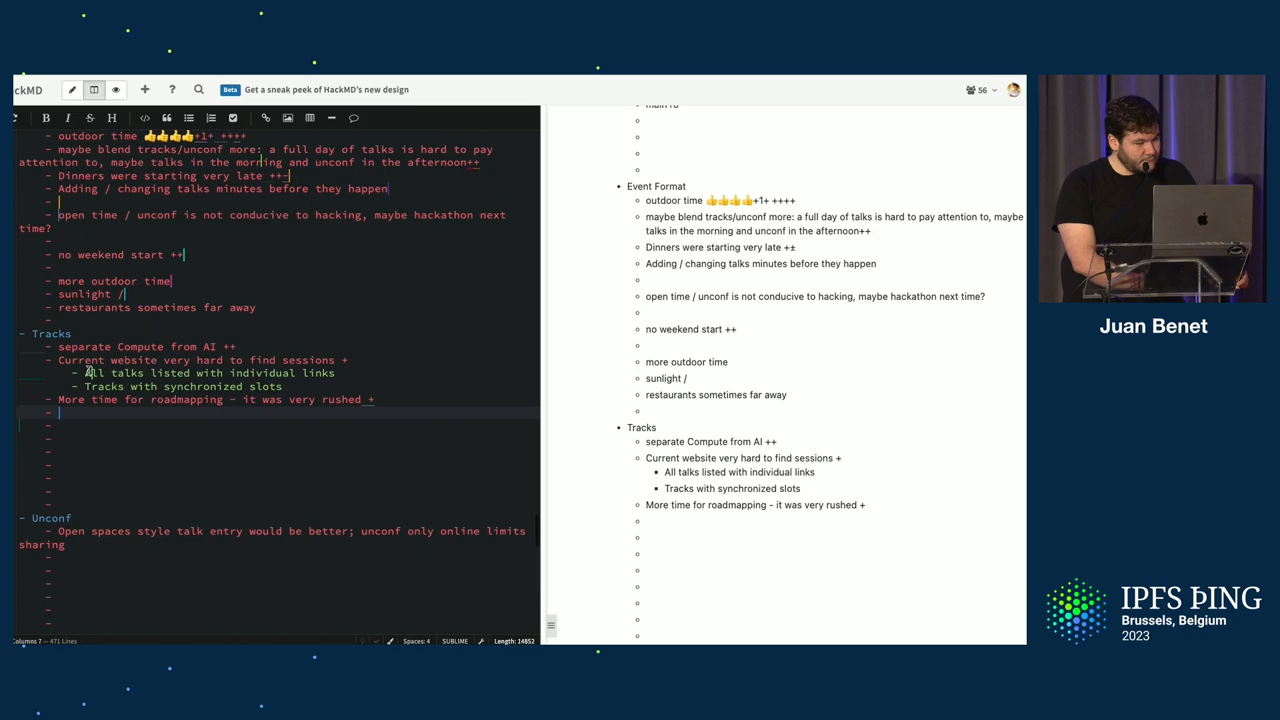 ckMD
Beta Get a sneak peek of HackMD's new design
56
- outdoor time 👍👍👍👍+1+ ++++
- maybe blend tracks/unconf more: a full day of talks is hard to pay
attention to, maybe talks in the morning and unconf in the afternoon++
- Dinners were starting very late ++-
- Adding / changing talks minutes before they happen
-
- open time / unconf is not conducive to hacking, maybe hackathon next
time?
-
- no weekend start ++
-
- more outdoor time
- sunlight /
- restaurants sometimes far away
-
- Tracks
- separate Compute from AI ++
- Current website very hard to find sessions +
- All talks listed with individual links
- Tracks with synchronized slots
- More time for roadmapping - it was very rushed +
-
-
-
-
-
-
-
-
- Unconf
- Open spaces style talk entry would be better; unconf only online limits
sharing
-
-
-
-
-
-
olumns 7 — 471 Lines
Spaces: 4
SUBLIME
Length: 14852
Event Format
outdoor time 👍👍👍👍+1+ ++++
maybe blend tracks/unconf more: a full day of talks is hard to pay attention to, maybe
talks in the morning and unconf in the afternoon++
Dinners were starting very late +±
Adding / changing talks minutes before they happen
open time / unconf is not conducive to hacking, maybe hackathon next time?
no weekend start ++
more outdoor time
sunlight /
restaurants sometimes far away
Tracks
separate Compute from AI ++
Current website very hard to find sessions +
All talks listed with individual links
Tracks with synchronized slots
More time for roadmapping - it was very rushed +
Juan Benet
IPFS ÞING
Brussels, Belgium
2023